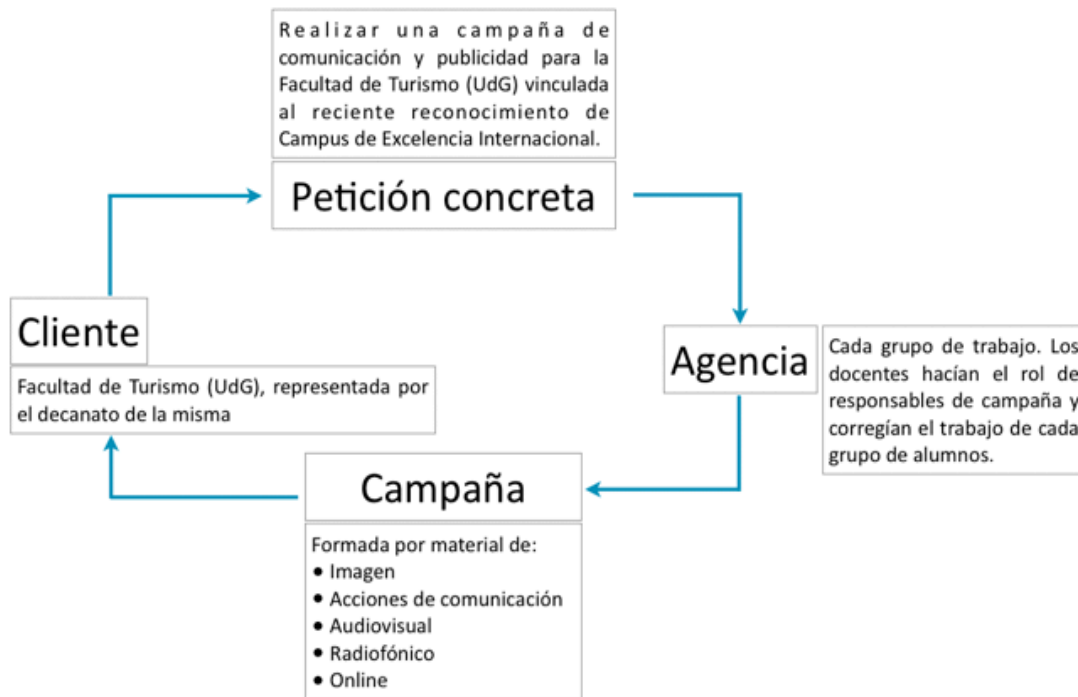 Realizar una campaña de
comunicación y publicidad para la
Facultad de Turismo (UdG) vinculada
al reciente reconocimiento de
Campus de Excelencia Internacional.
Petición concreta
Cliente
Facultad de Turismo (UdG), representada por
el decanato de la misma
Agencia
Cada grupo de trabajo. Los
docentes hacían el rol de
responsables de campaña y
corregían el trabajo de cada
grupo de alumnos.
Campaña
Formada por material de:
• Imagen
• Acciones de comunicación
• Audiovisual
• Radiofónico
• Online